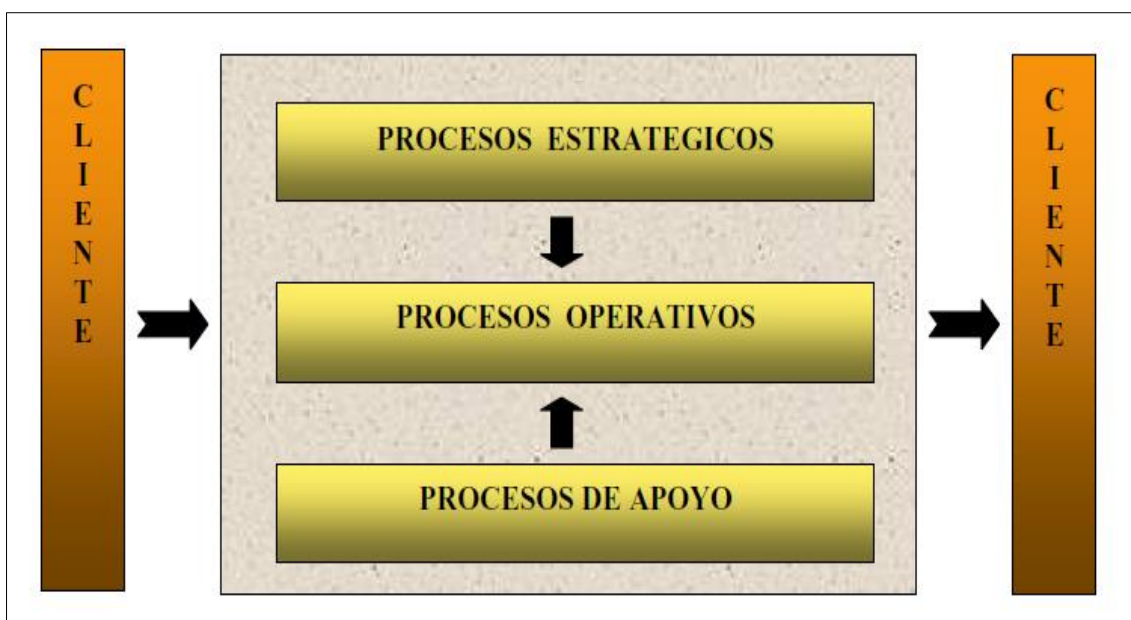 CLIENTE
PROCESOS ESTRATEGICOS
PROCESOS OPERATIVOS
PROCESOS DE APOYO
CLIENTE